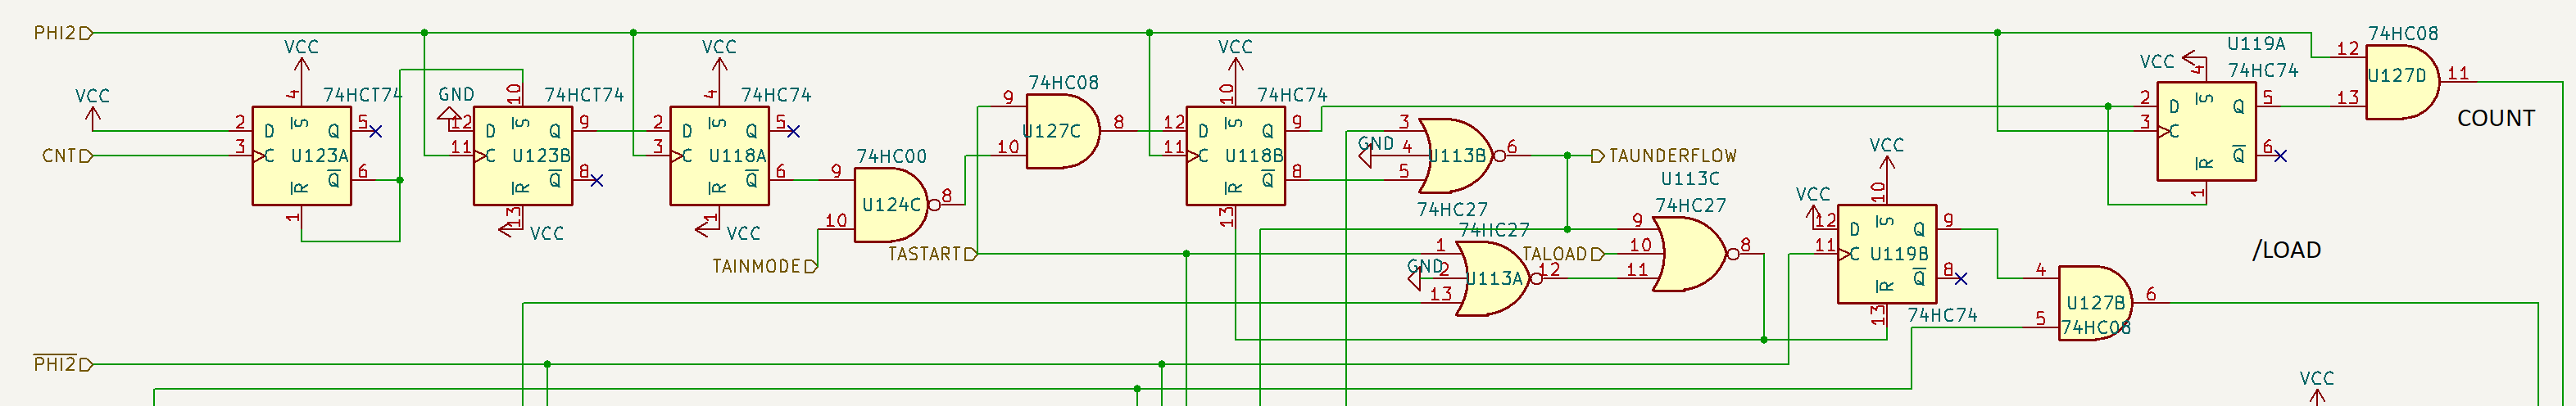 PHI2
VCC
74HCT74
U123A
2 D
3 C
Q 5
Q 6
S
R
4
1
VCC
CNT
GND
74HCT74
U123B
12 D
11 C
Q 9
Q 8
S
R
10
13
VCC
VCC
74HC74
U118A
2 D
3 C
Q 5
Q 6
S
R
4
1
VCC
74HC00
U124C
9
10
8
TAINMODE
74HC08
U127C
9
10
8
TASTART
VCC
74HC74
U118B
12 D
11 C
Q 9
Q 8
S
R
10
13
GND
U113B
3
4
5
6
74HC27
TAUNDERFLOW
74HC27
GND
U113A
1
2
13
12
U113C
74HC27
TALOAD
9
10
11
8
VCC
VCC
U119B
12 D
11 C
Q 9
Q 8
S
R
10
13
74HC74
U127B
74HC08
4
5
6
/LOAD
U119A
VCC
74HC74
2 D
3 C
Q 5
Q 6
S
R
4
1
74HC08
U127D
12
13
11
COUNT
PHI2
VCC